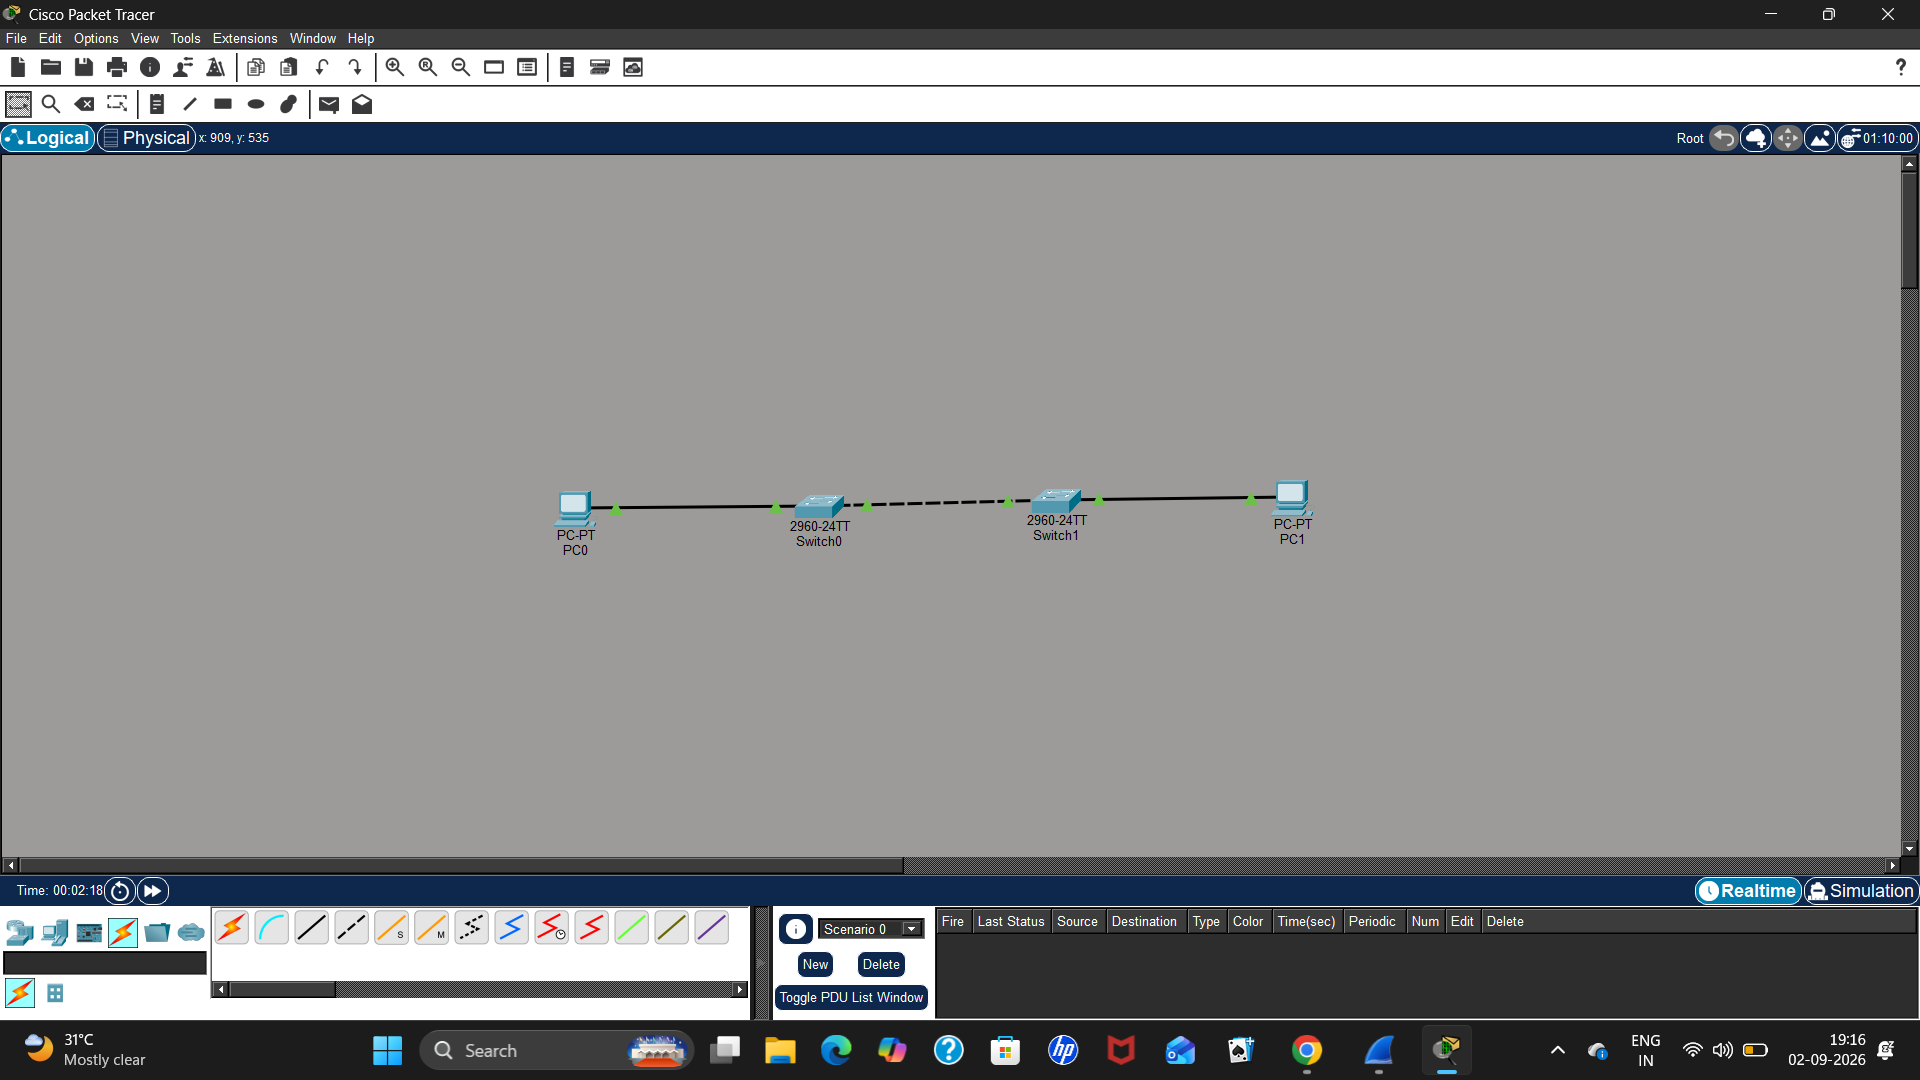 Cisco Packet Tracer
File Edit Options View Tools Extensions Window Help
?
Logical Physical x: 909, y: 535 Root 01:10:00
PC-PT
PC0
2960-24TT
Switch0
2960-24TT
Switch1
PC-PT
PC1
Time: 00:02:18 Realtime Simulation
S M
Scenario 0
New Delete
Toggle PDU List Window
Fire Last Status Source Destination Type Color Time(sec) Periodic Num Edit Delete
31°C
Mostly clear
Search
hp
ENG
IN
19:16
02-09-2026